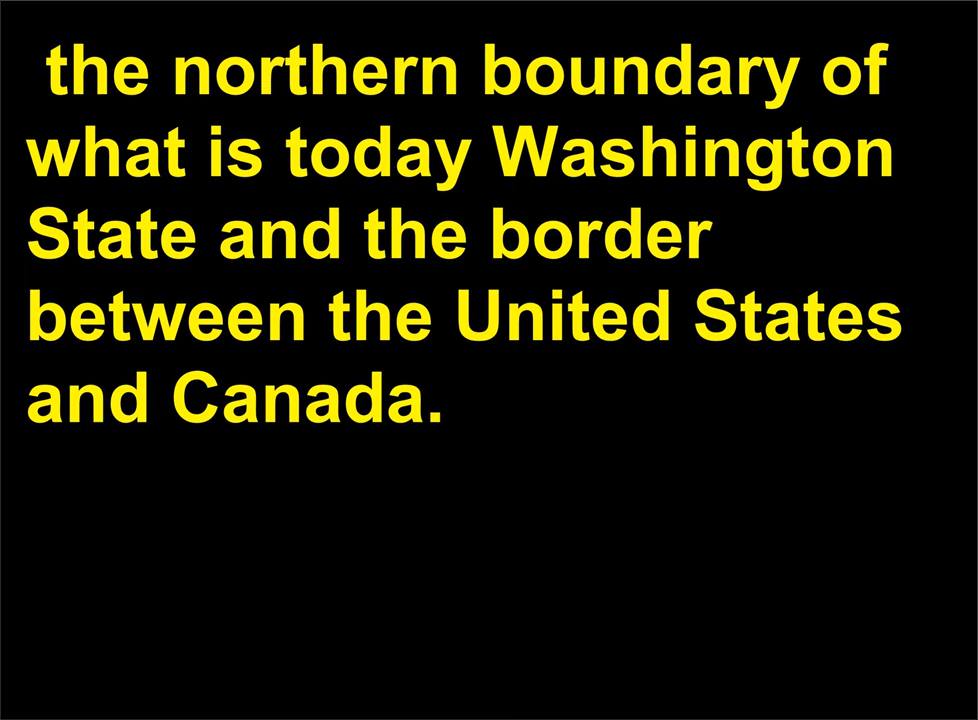 the northern boundary of
what is today Washington
State and the border
between the United States
and Canada.